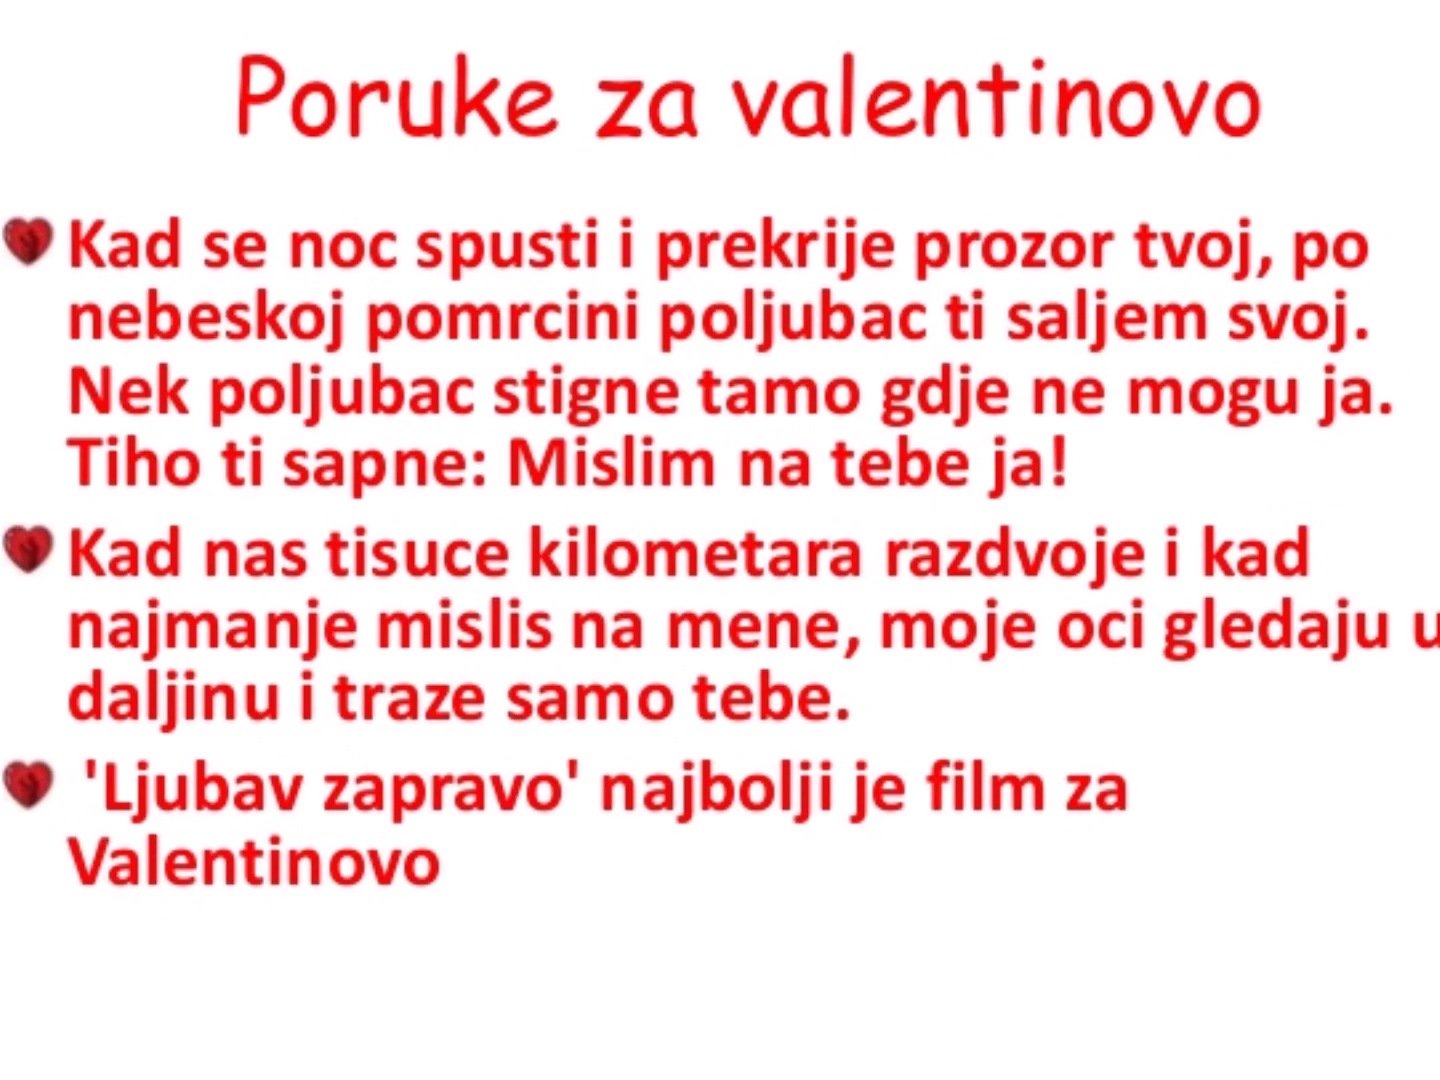 Poruke za valentinovo
Kad se noc spusti i prekrije prozor tvoj, po
nebeskoj pomrcini poljubac ti saljem svoj.
Nek poljubac stigne tamo gdje ne mogu ja.
Tiho ti sapne: Mislim na tebe ja!
Kad nas tisuce kilometara razdvoje i kad
najmanje mislis na mene, moje oci gledaju u
daljinu i traze samo tebe.
'Ljubav zapravo' najbolji je film za
Valentinovo